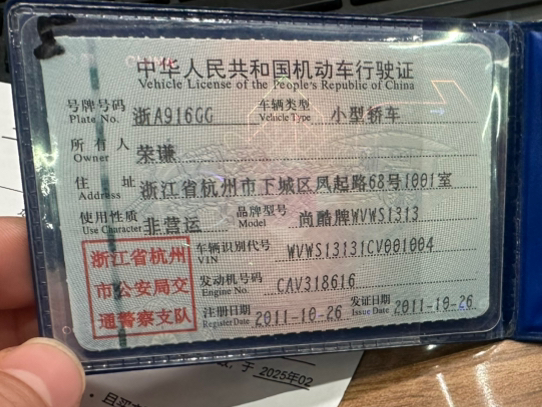 中华人民共和国机动车行驶证
Vehicle License of the People's Republic of China
号牌号码 浙A916GG 车辆类型 小型轿车
Plate No. Vehicle Type
所有人 荣谦
Owner
住址 浙江省杭州市下城区凤起路68号1001室
Address
使用性质 非营运 品牌型号 尚酷牌WVWS1313
Use Character Model
浙江省杭州
市公安局交
通警察支队
车辆识别代号 WVWS13131CV001004
VIN
发动机号码 CAV318616
Engine No.
注册日期 2011-10-26 发证日期 2011-10-26
Register Date Issue Date
于 2025年02